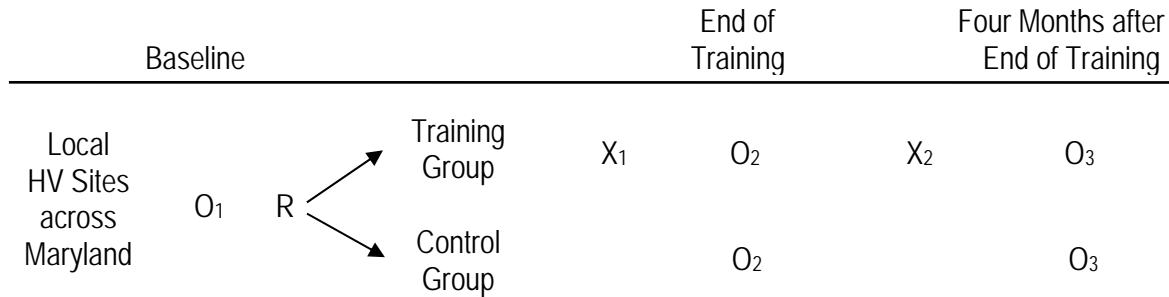 Baseline
End of
Training
Four Months after
End of Training
Local
HV Sites
across
Maryland
O1
R
Training
Group
X1
O2
X2
O3
Control
Group
O2
O3